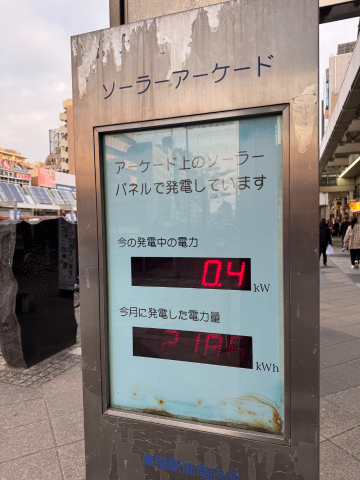 ソーラーアーケード
アーケード上のソーラー
パネルで発電しています
今の発電中の電力
0.4 kW
今月に発電した電力量
kWh